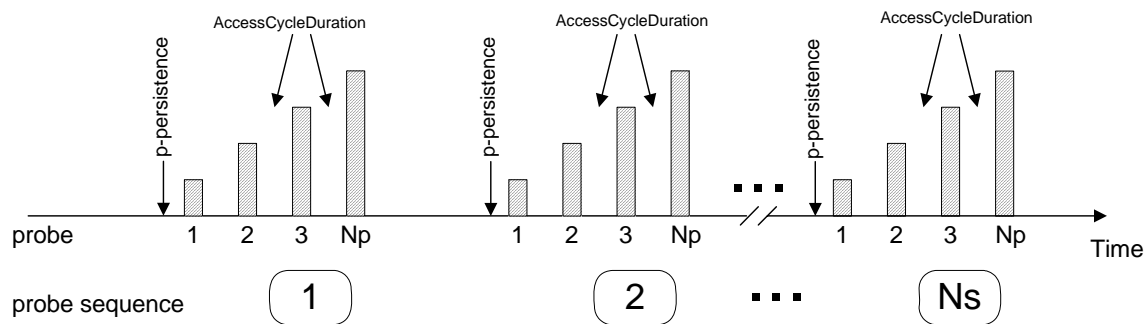 AccessCycleDuration AccessCycleDuration AccessCycleDuration
p-persistence p-persistence p-persistence
probe 1 2 3 Np 1 2 3 Np 1 2 3 Np
Time
probe sequence 1 2 Ns